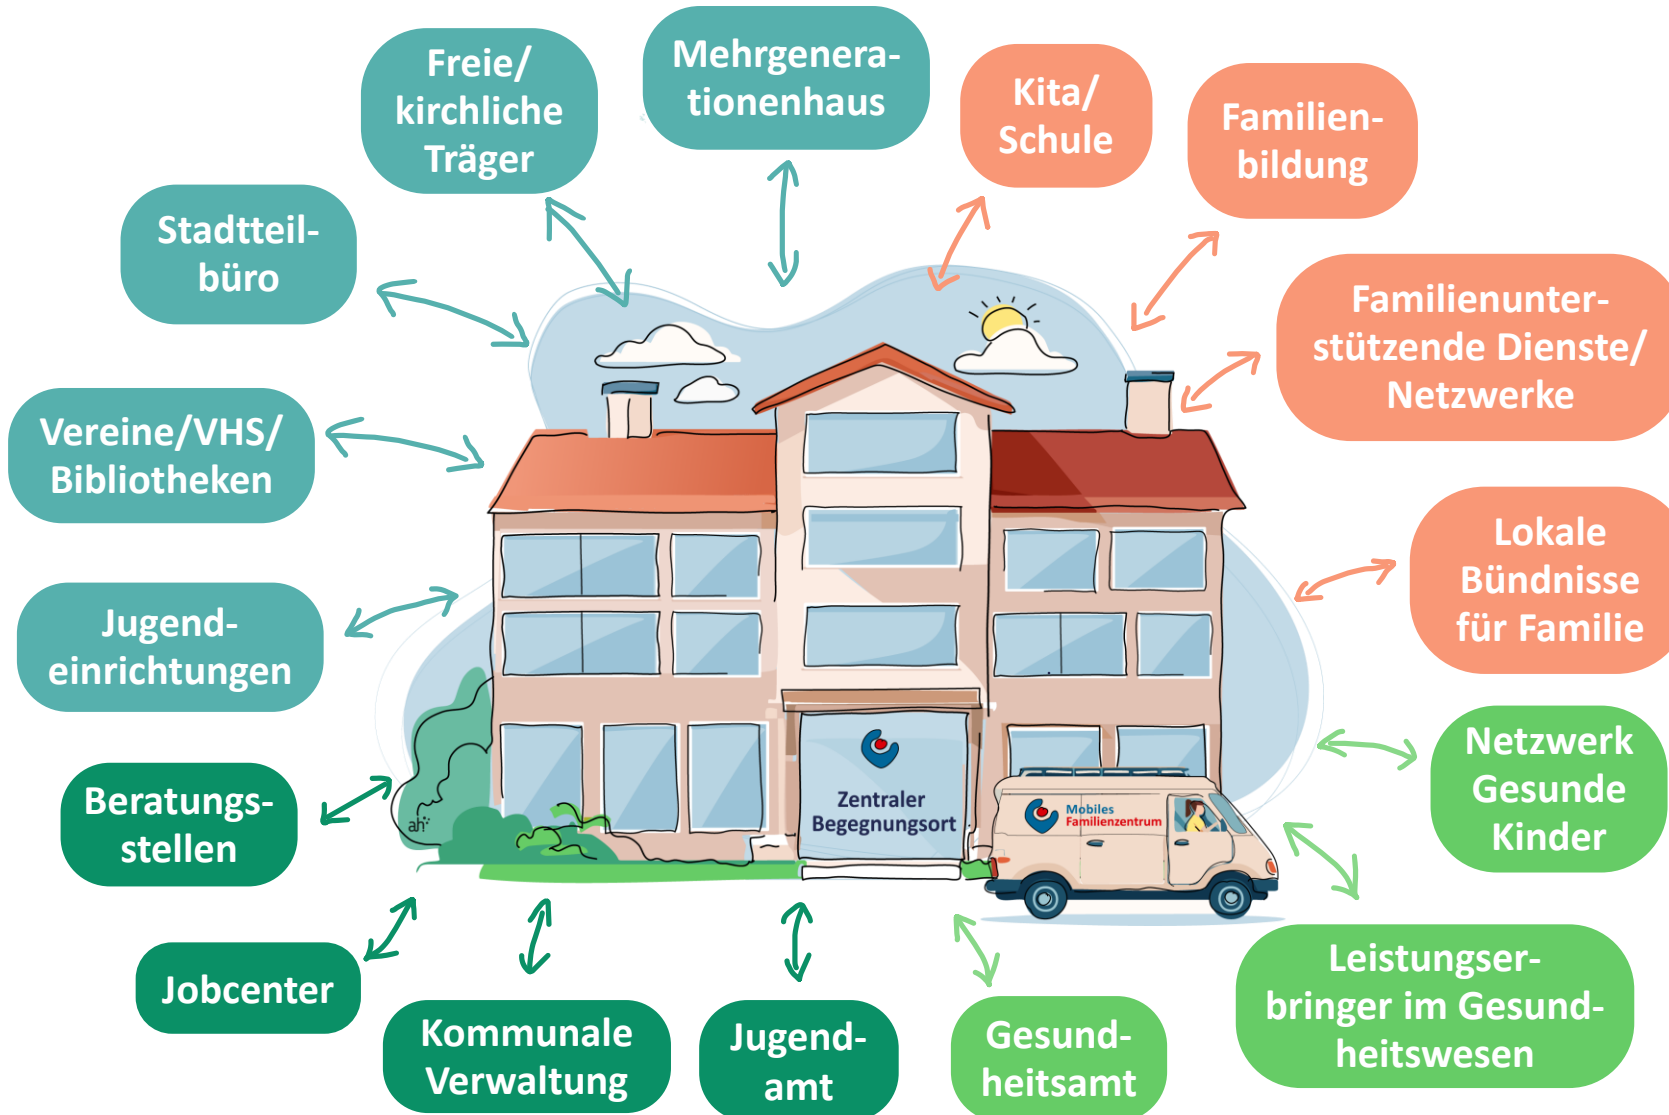 Freie/
kirchliche
Träger
Mehrgenera-
tionenhaus
Kita/
Schule
Familien-
bildung
Stadtteil-
büro
Familienunter-
stützende Dienste/
Netzwerke
Vereine/VHS/
Bibliotheken
Lokale
Bündnisse
für Familie
Jugend-
einrichtungen
Netzwerk
Gesunde
Kinder
Beratungs-
stellen
ah
Zentraler
Begegnungsort
Mobiles
Familienzentrum
Jobcenter
Leistungser-
bringer im Gesund-
heitswesen
Kommunale
Verwaltung
Jugend-
amt
Gesund-
heitsamt